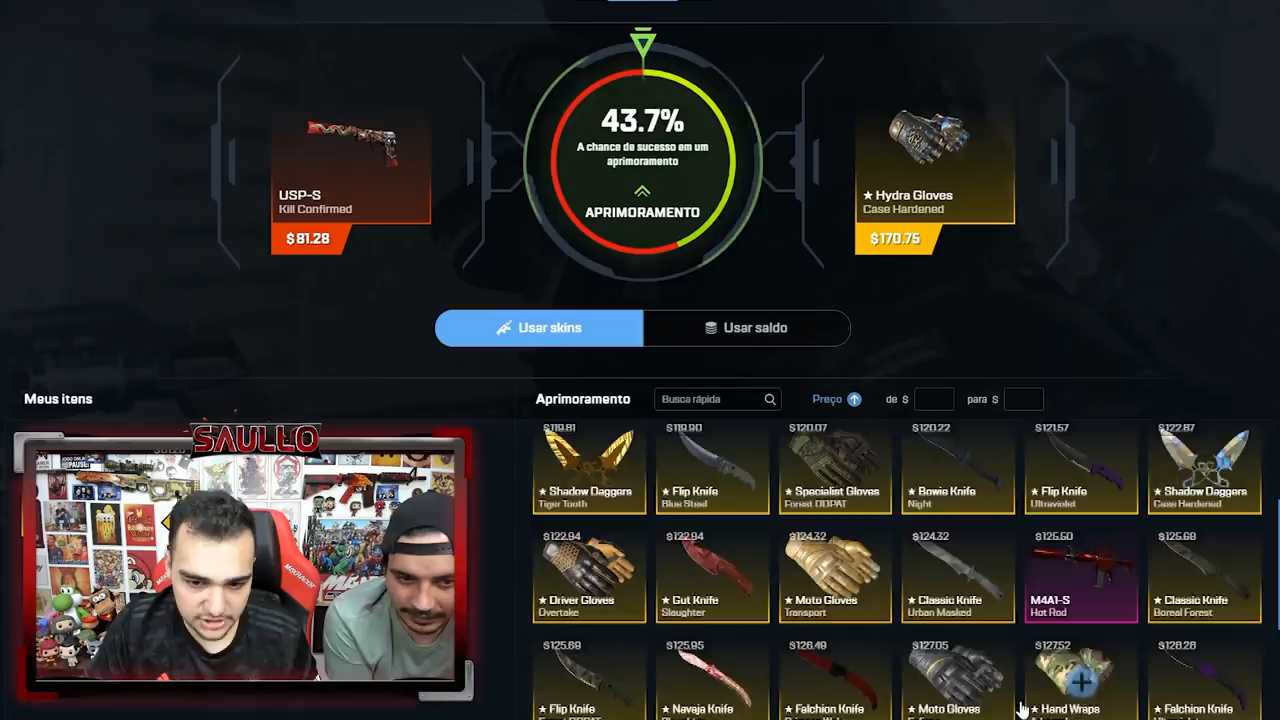 43.7%
A chance de sucesso em um
aprimoramento
APRIMORAMENTO
USP-S
Kill Confirmed
$81.28
★ Hydra Gloves
Case Hardened
$170.75
Usar skins
Usar saldo
Meus itens
Aprimoramento
Busca rápida
Preço
de $
para $
SAULLO
MAXRACER
$119.81
★ Shadow Daggers
Tiger Tooth
$119.90
★ Flip Knife
Blue Steel
$120.07
★ Specialist Gloves
Forest DDPAT
$120.22
★ Bowie Knife
Night
$121.57
★ Flip Knife
Ultraviolet
$122.87
★ Shadow Daggers
Case Hardened
$122.94
★ Driver Gloves
Overtake
$122.94
★ Gut Knife
Slaughter
$124.32
★ Moto Gloves
Transport
$124.32
★ Classic Knife
Urban Masked
$125.50
M4A1-S
Hot Rod
$125.68
★ Classic Knife
Boreal Forest
$125.69
★ Flip Knife
$125.95
★ Navaja Knife
$126.49
★ Falchion Knife
$127.05
★ Moto Gloves
$127.52
★ Hand Wraps
$128.26
★ Falchion Knife